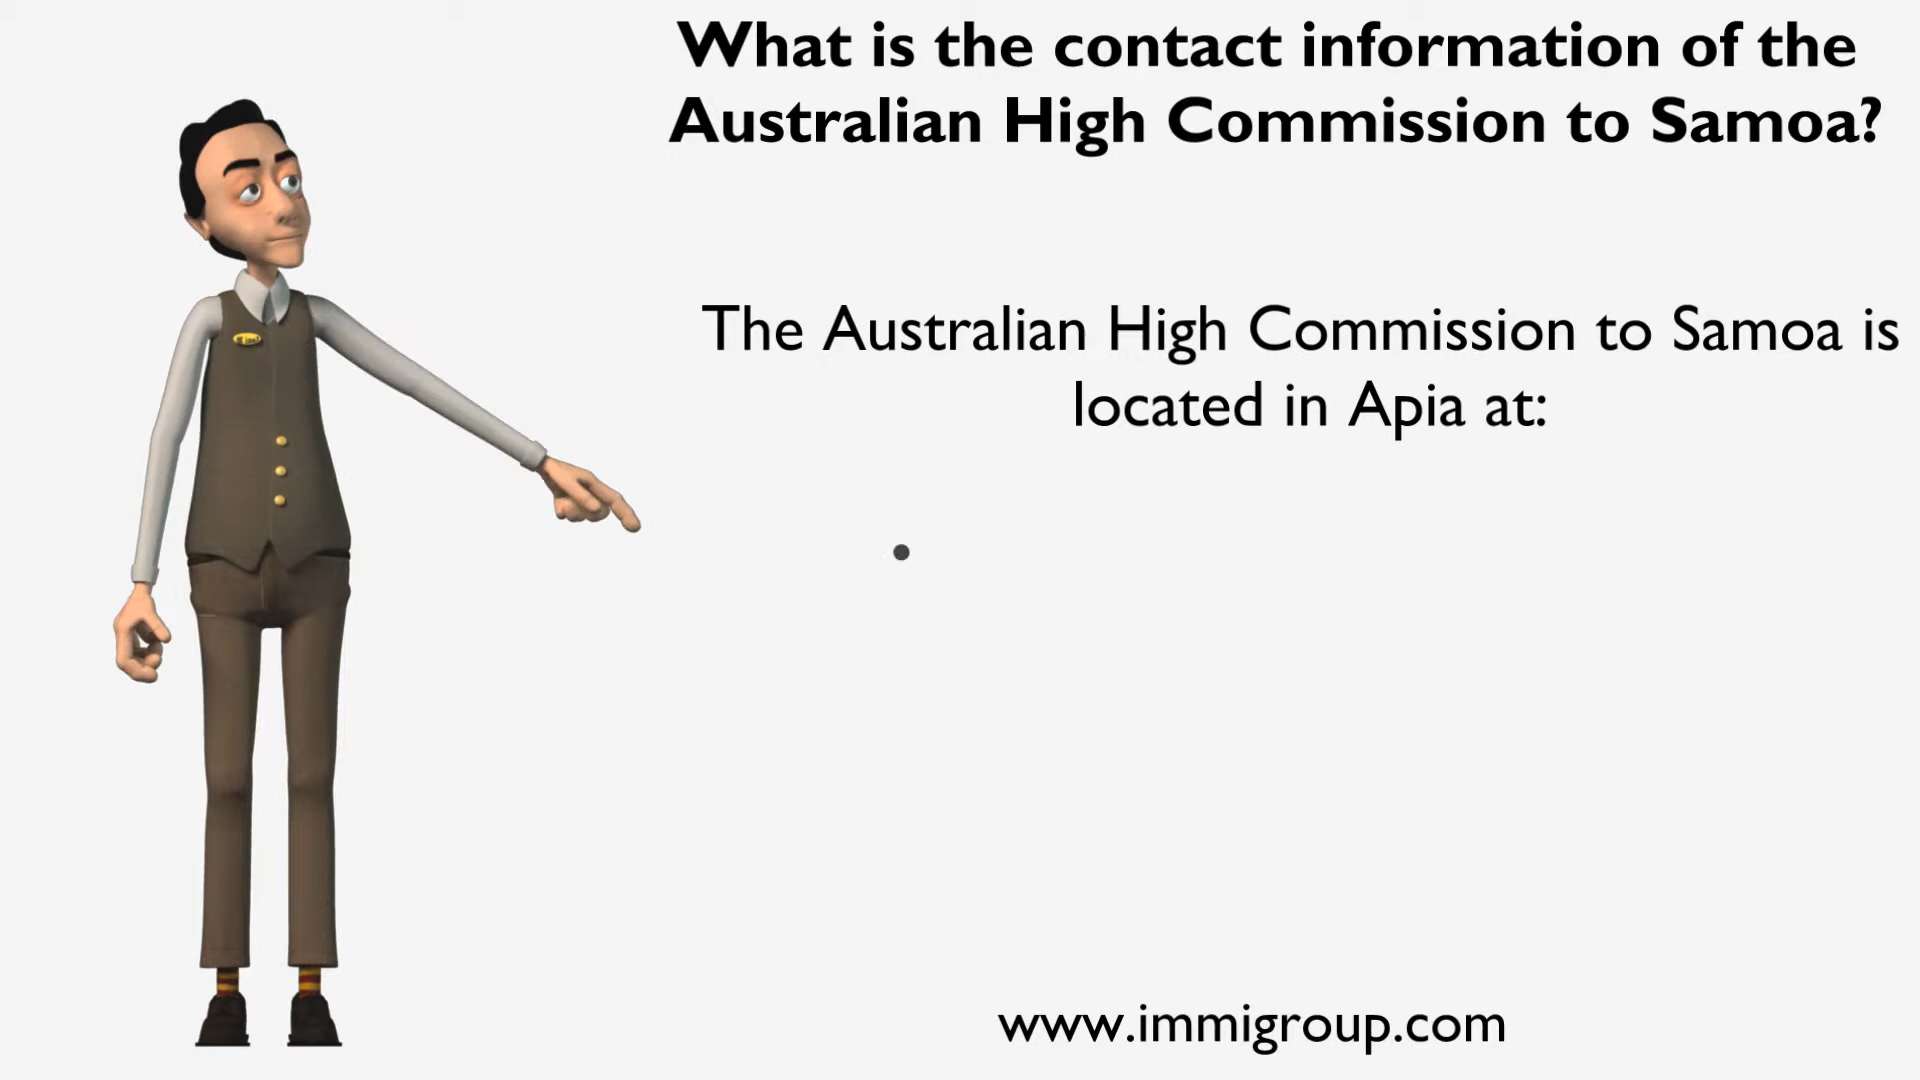 What is the contact information of the
Australian High Commission to Samoa?
The Australian High Commission to Samoa is
located in Apia at:
•
www.immigroup.com